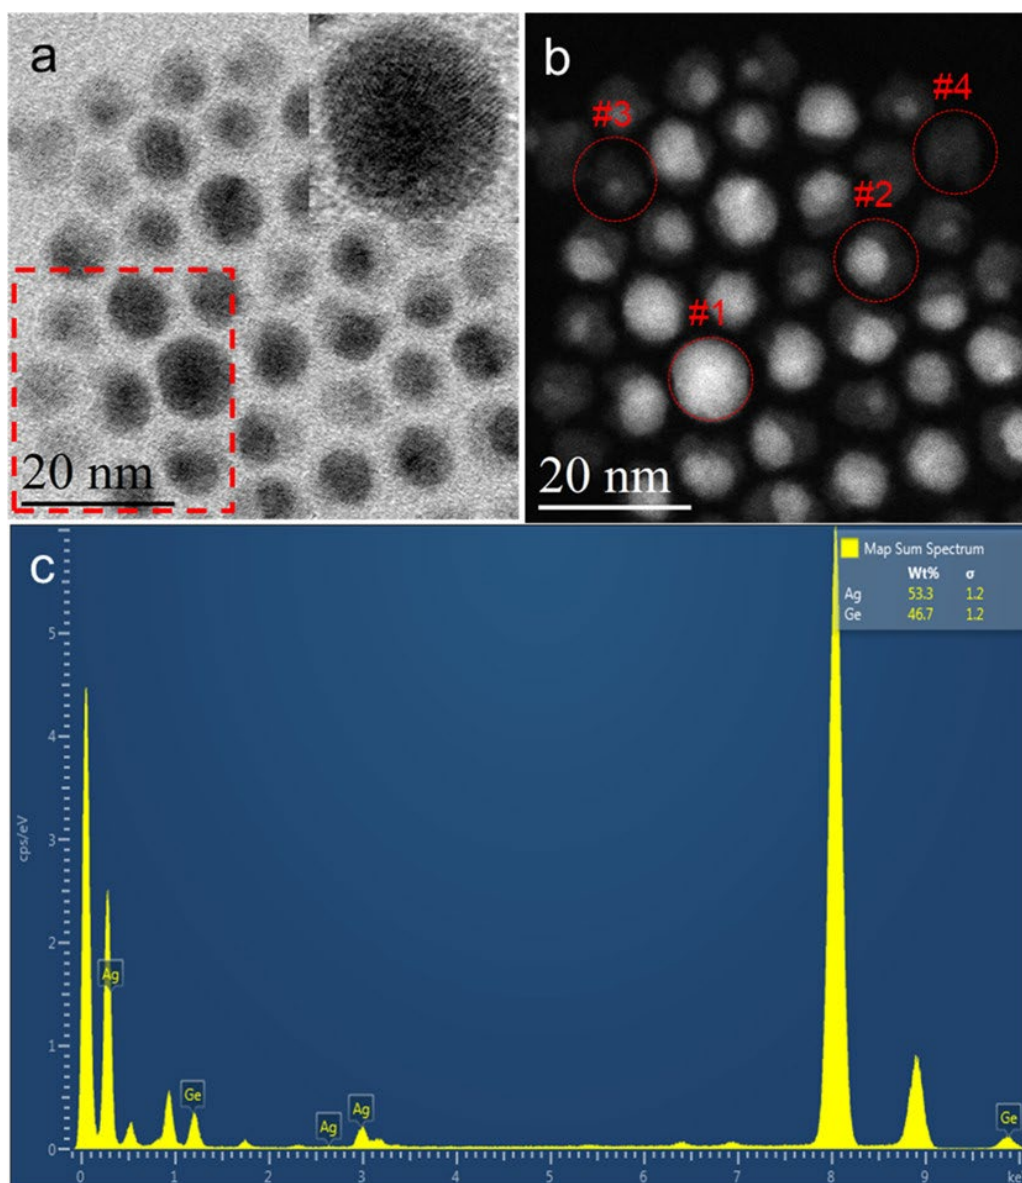 a
20 nm
b
#3
#4
#2
#1
20 nm
c
Map Sum Spectrum
Wt% σ
Ag 53.3 1.2
Ge 46.7 1.2
cps/eV
5
4
3
2
1
0
Ag
Ge
Ag
Ag
Ge
0 1 2 3 4 5 6 7 8 9 ke